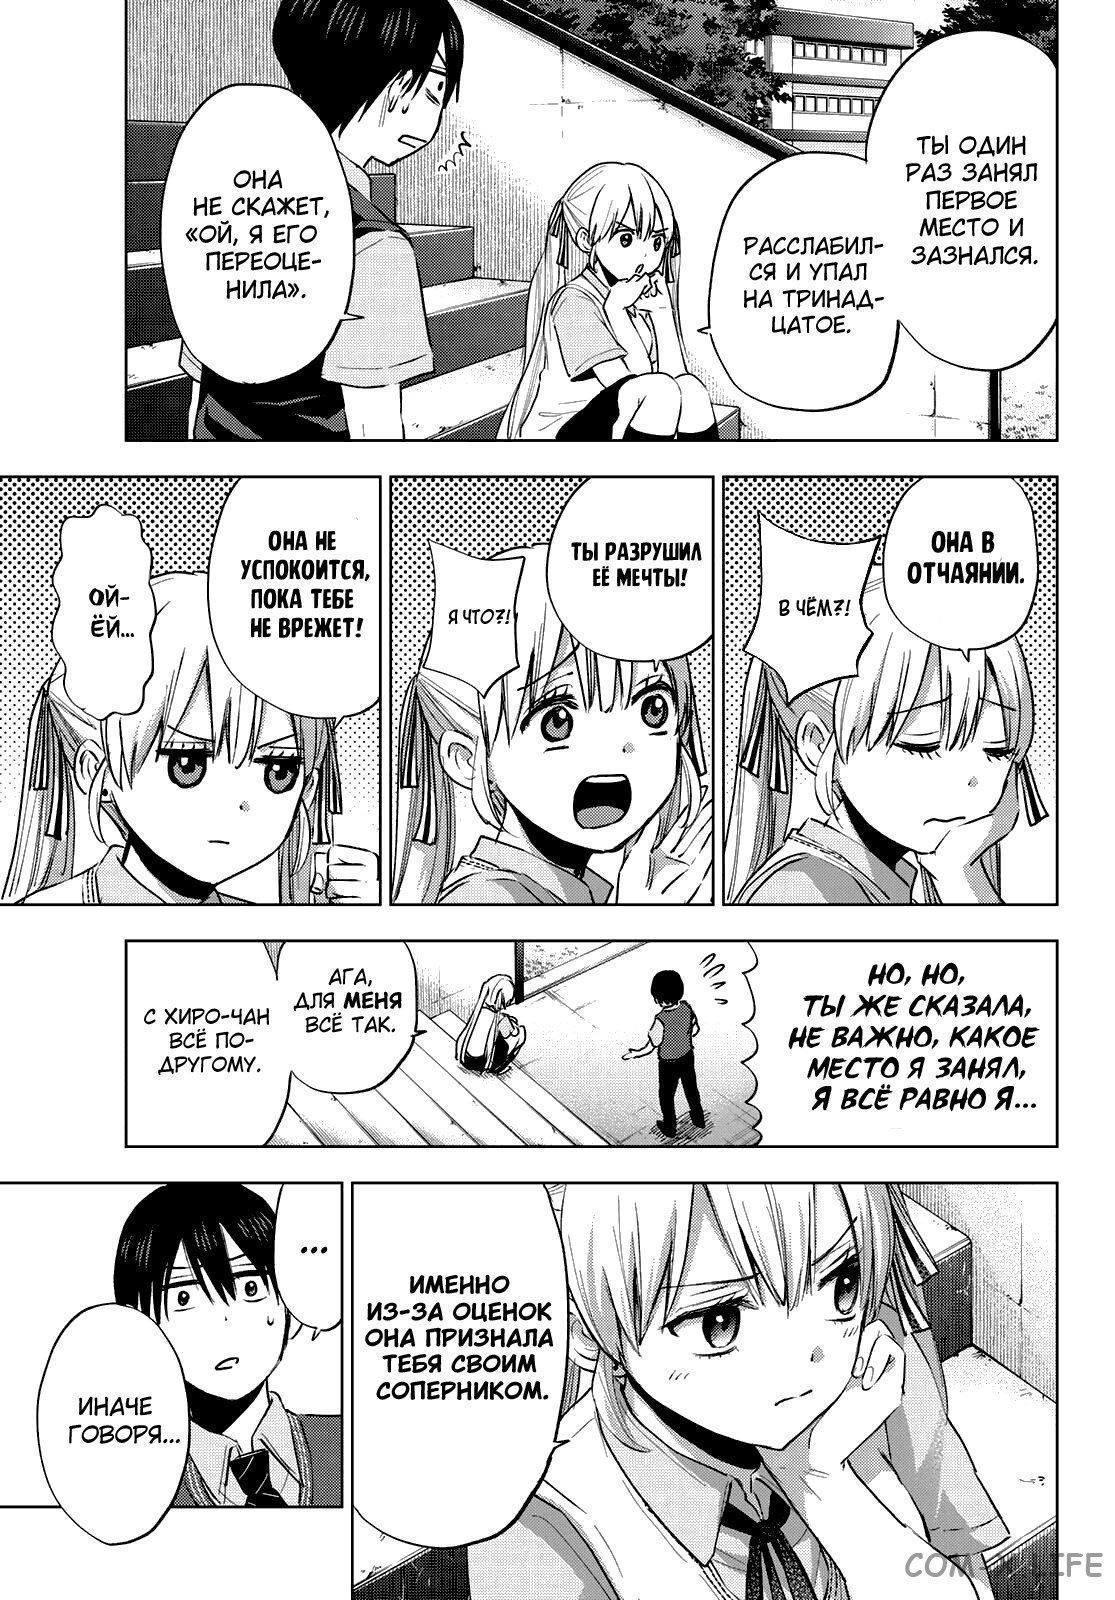 ТЫ ОДИН
РАЗ ЗАНЯЛ
ПЕРВОЕ
МЕСТО И
ЗАЗНАЛСЯ.
РАССЛАБИЛ-
СЯ И УПАЛ
НА ТРИНАД-
ЦАТОЕ.
ОНА
НЕ СКАЖЕТ,
«ОЙ, Я ЕГО
ПЕРЕОЦЕ-
НИЛА».
ОНА В
ОТЧАЯНИИ.
В ЧЁМ?!
ТЫ РАЗРУШИЛ
ЕЁ МЕЧТЫ!
Я ЧТО?!
ОНА НЕ
УСПОКОИТСЯ,
ПОКА ТЕБЕ
НЕ ВРЕЖЕТ!
ОЙ-
ЁЙ...
НО, НО,
ТЫ ЖЕ СКАЗАЛА,
НЕ ВАЖНО, КАКОЕ
МЕСТО Я ЗАНЯЛ,
Я ВСЁ РАВНО Я...
АГА,
ДЛЯ МЕНЯ
ВСЁ ТАК.
С ХИРО-ЧАН
ВСЁ ПО-
ДРУГОМУ.
ИМЕННО
ИЗ-ЗА ОЦЕНОК
ОНА ПРИЗНАЛА
ТЕБЯ СВОИМ
СОПЕРНИКОМ.
...
ИНАЧЕ
ГОВОРЯ...
COM-X.LIFE